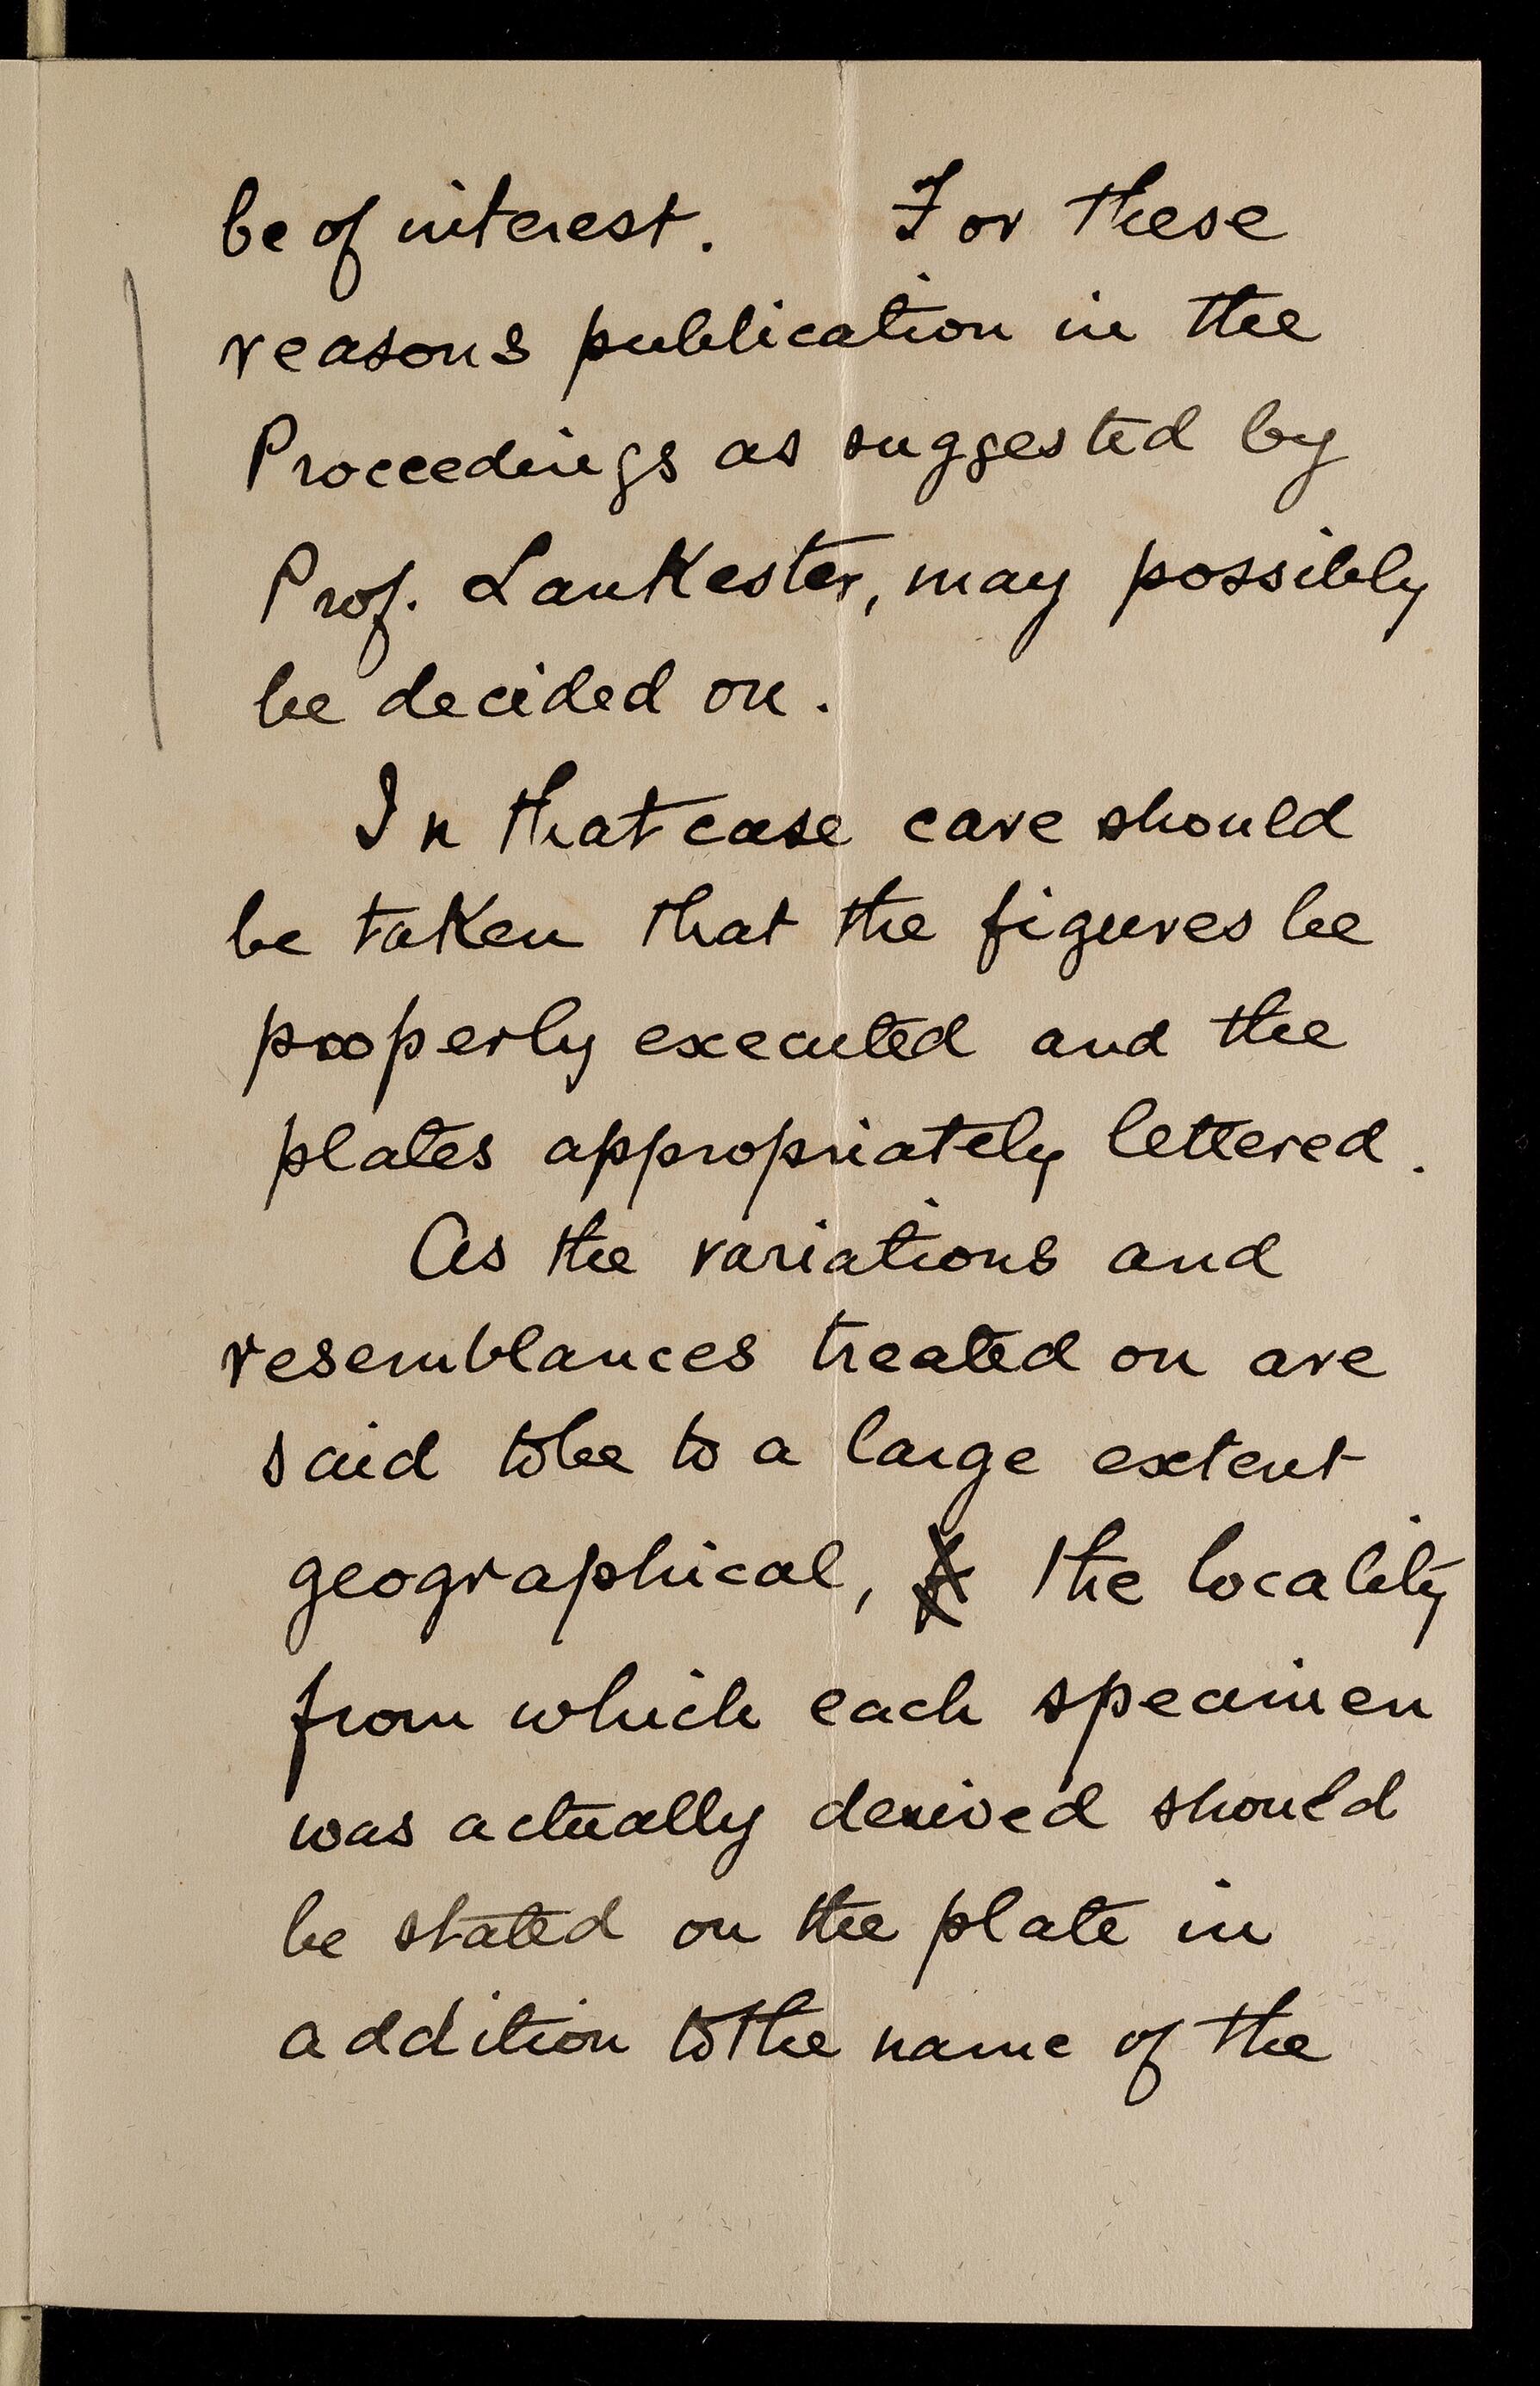 be of interest. For these
reasons publication in the
Proceedings as suggested by
Prof. Lankester, may possibly
be decided on.
In that case care should
be taken that the figures be
properly executed and the
plates appropriately lettered.
As the variations and
resemblances treated on are
said to be to a large extent
geographical, the locality
from which each specimen
was actually derived should
be stated on the plate in
addition to the name of the